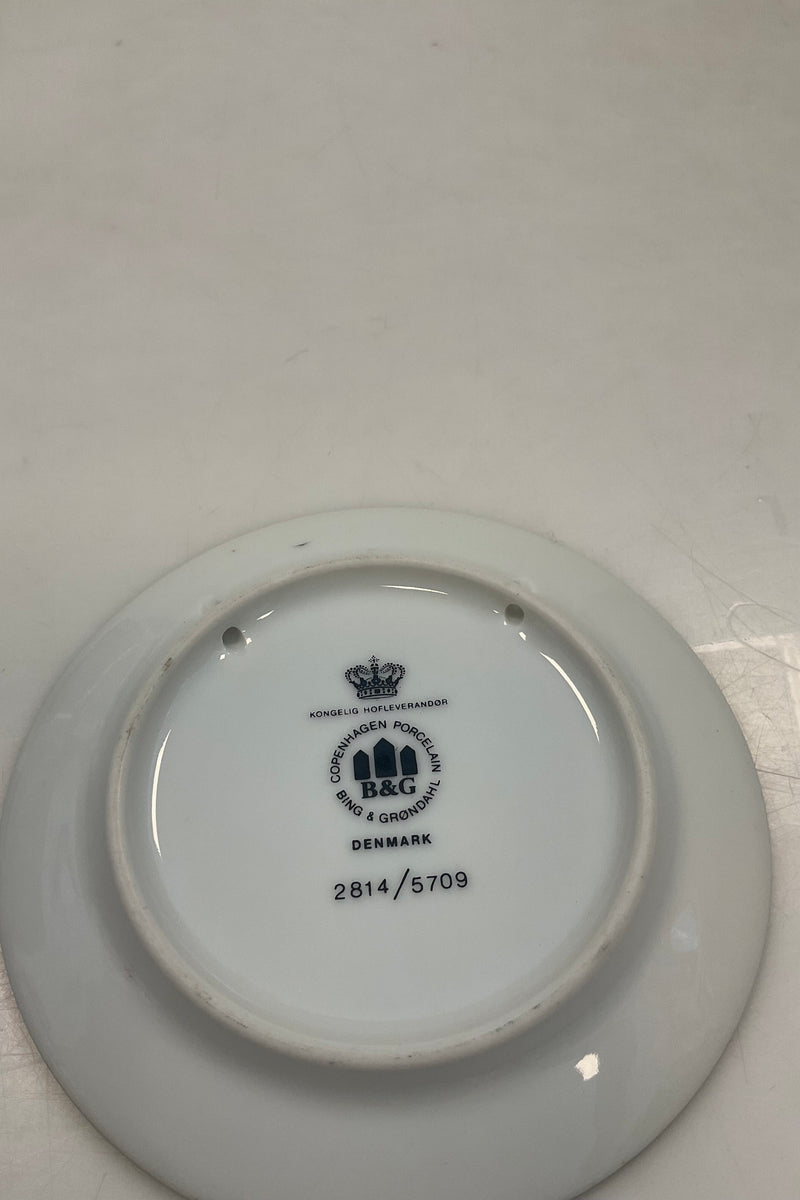 KONGELIG HOFLEVERANDØR
COPENHAGEN PORCELAIN
B&G
BING & GRØNDAHL
DENMARK
2814/5709